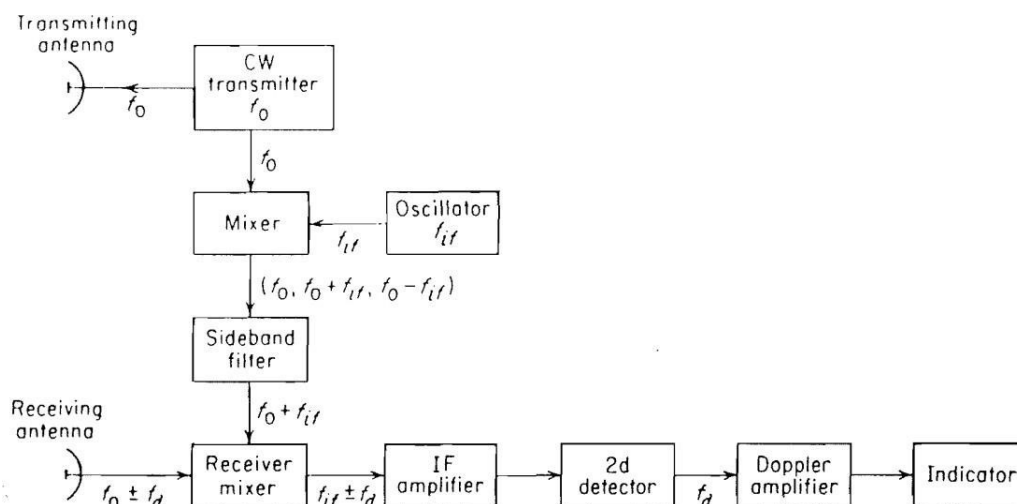 Transmitting
antenna
CW
transmitter
f0
f0
f0
Mixer
Oscillator
fif
fif
(f0, f0 + fif, f0 − fif)
Sideband
filter
f0 + fif
Receiving
antenna
f0 ± fd
Receiver
mixer
fif ± fd
IF
amplifier
2d
detector
fd
Doppler
amplifier
Indicator